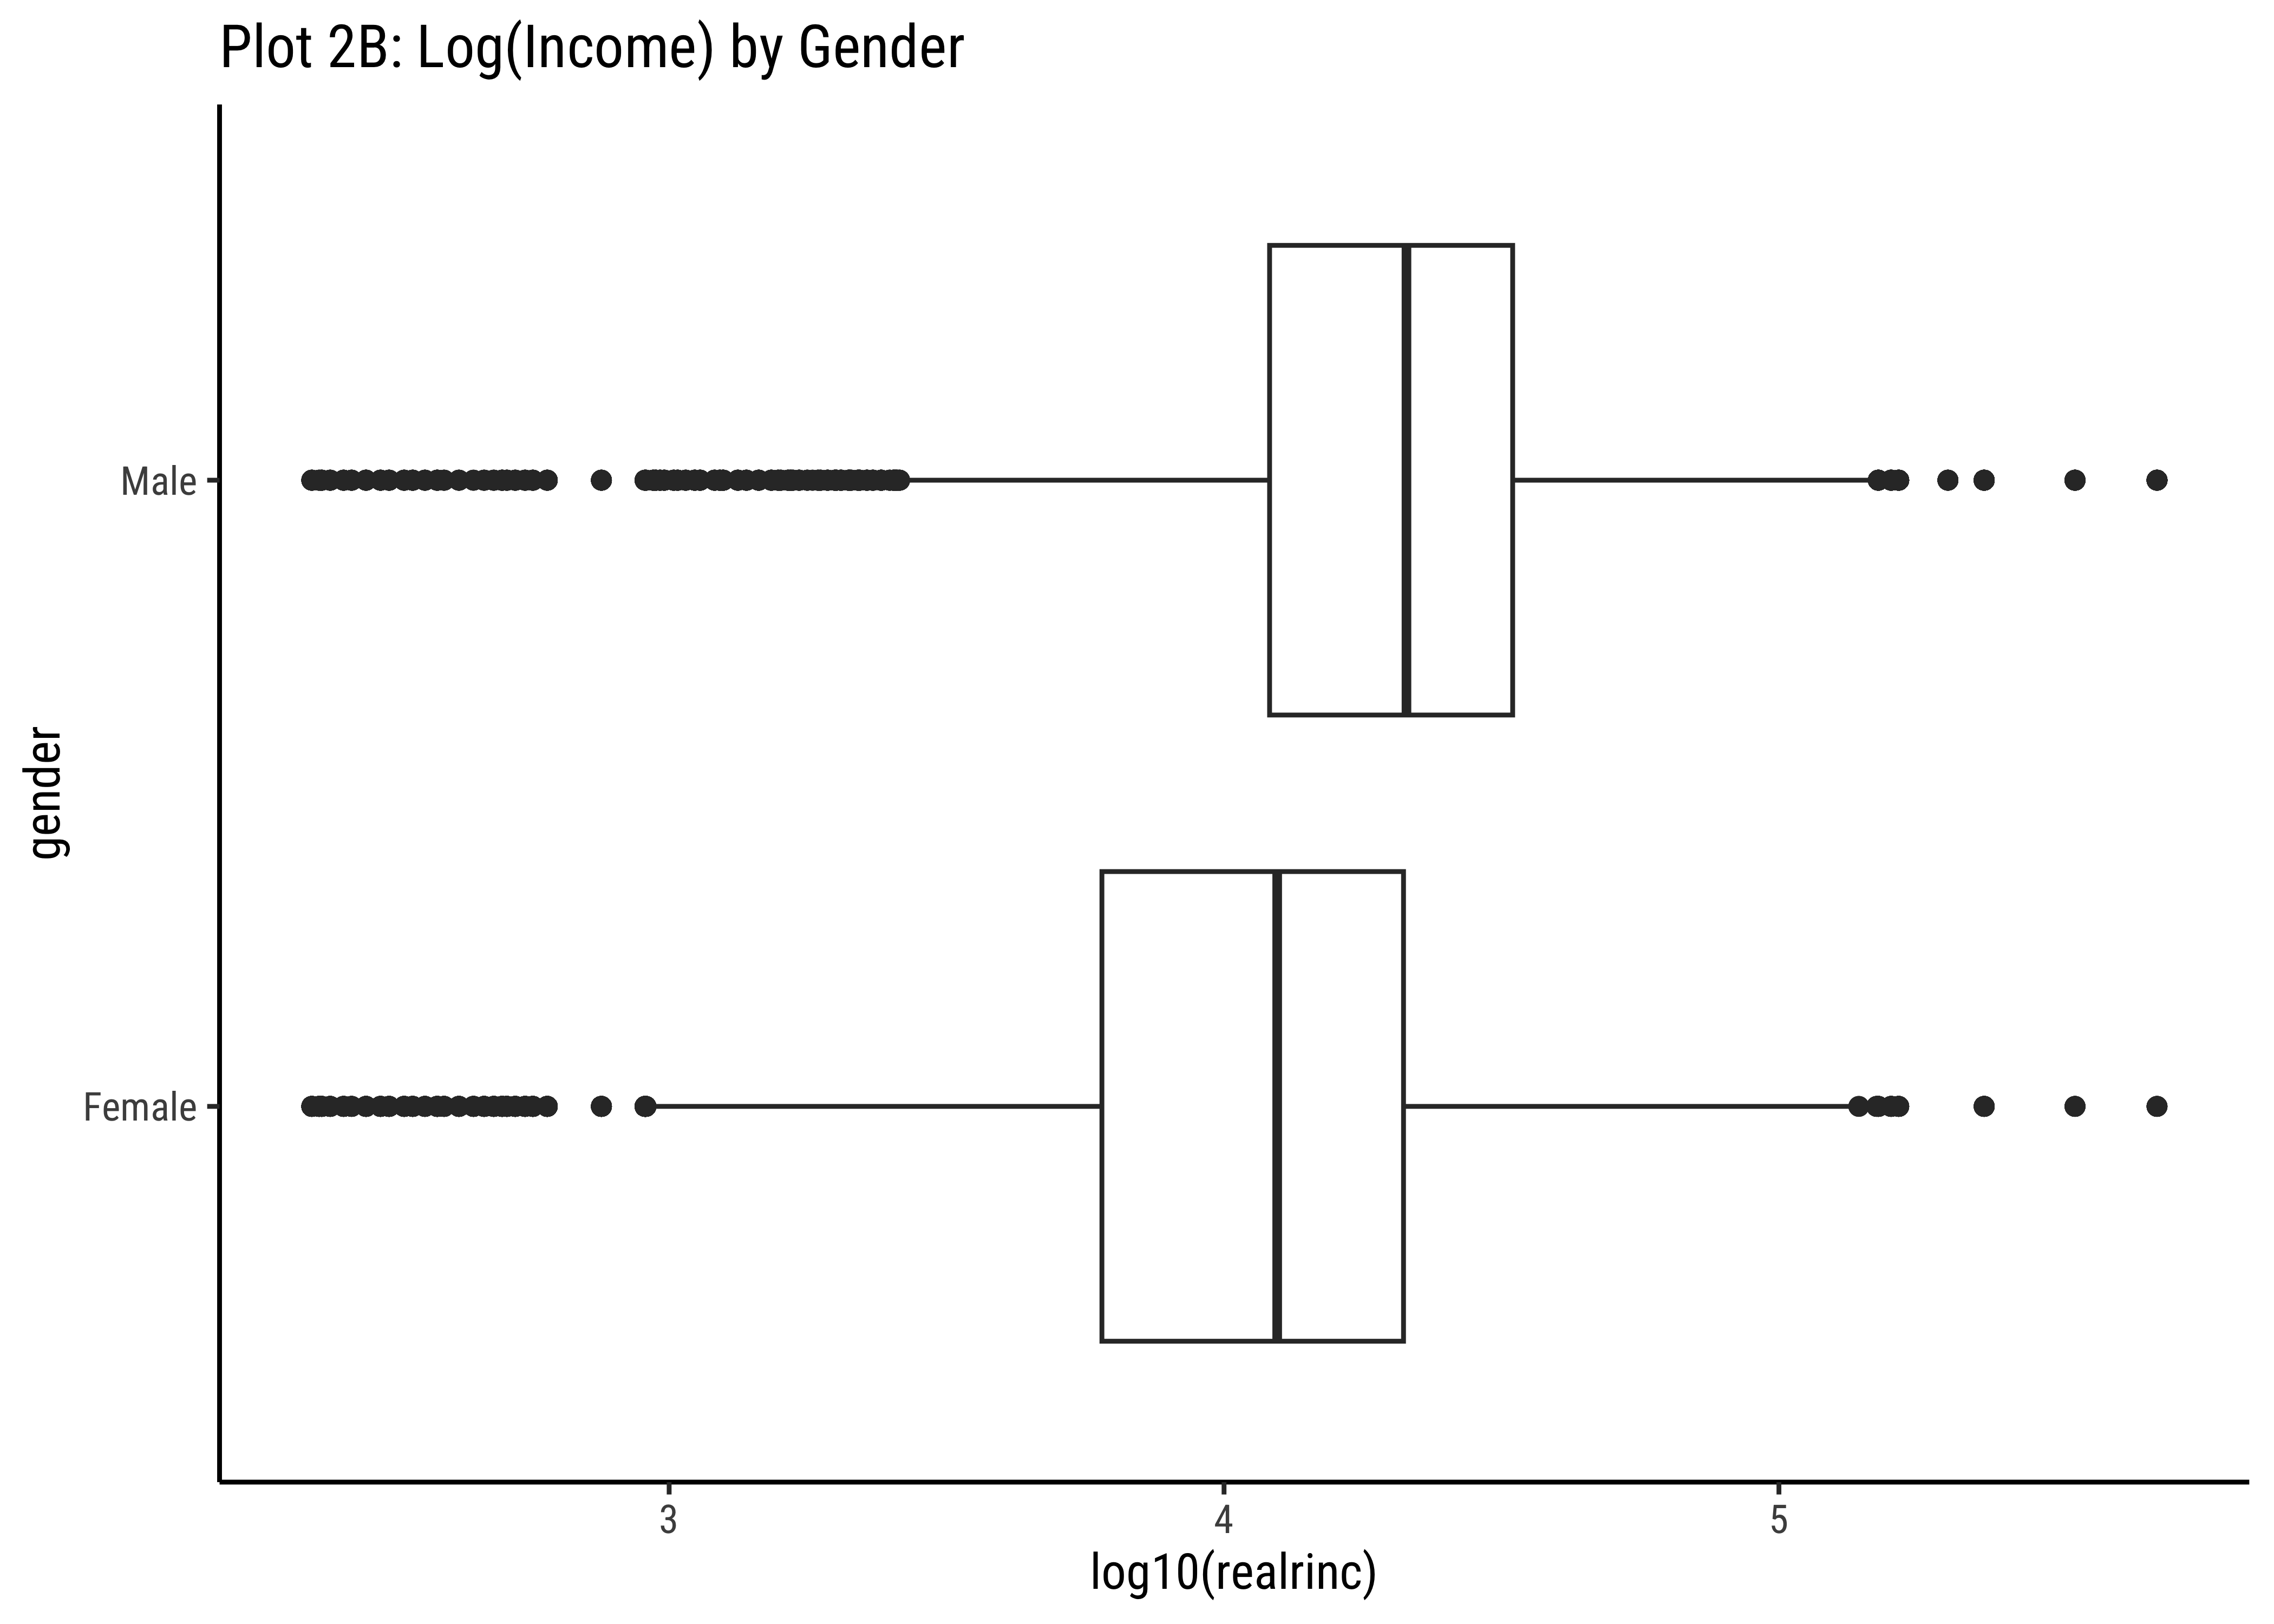 Plot 2B: Log(Income) by Gender
gender
Male
Female
3
4
5
log10(realrinc)